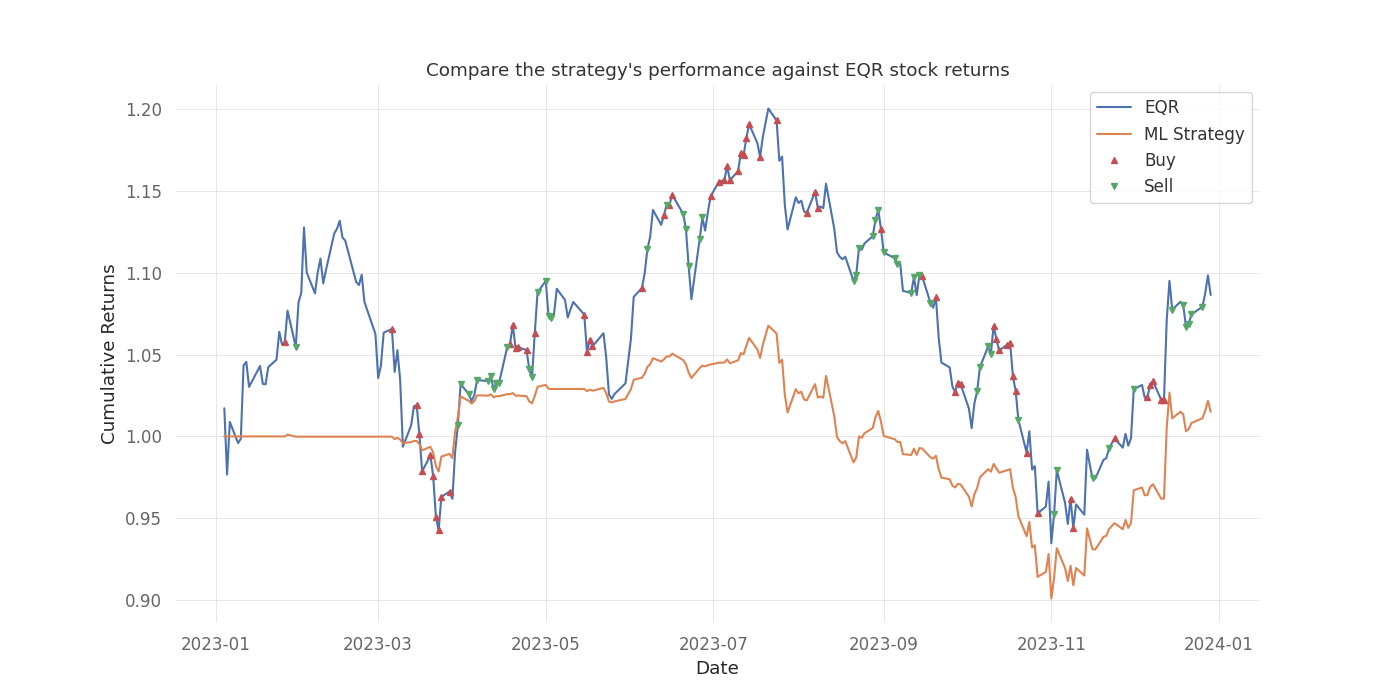 Compare the strategy's performance against EQR stock returns
EQR
ML Strategy
Buy
Sell
Cumulative Returns
1.20
1.15
1.10
1.05
1.00
0.95
0.90
2023-01
2023-03
2023-05
2023-07
2023-09
2023-11
2024-01
Date